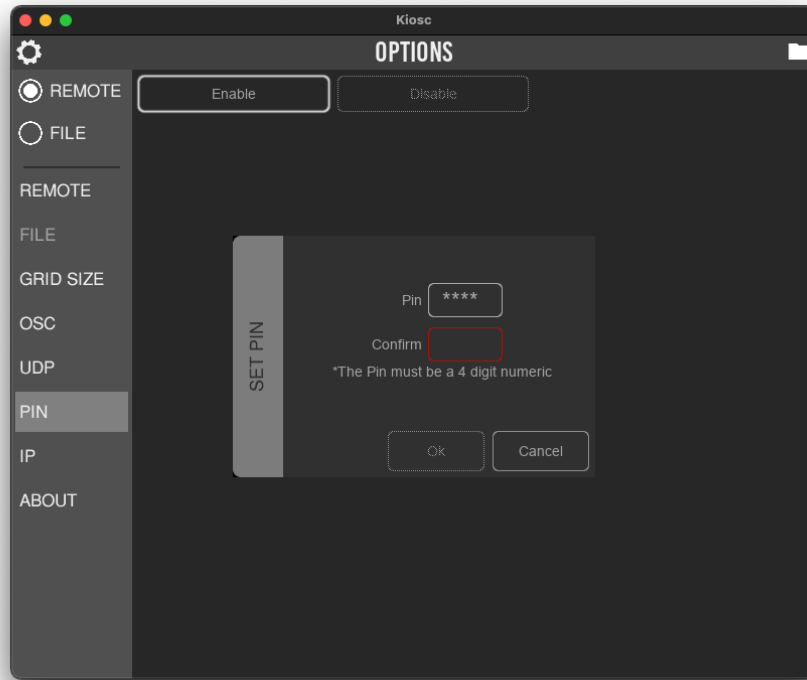 Kiosc
OPTIONS
REMOTE
FILE
REMOTE
FILE
GRID SIZE
OSC
UDP
PIN
IP
ABOUT
Enable
Disable
SET PIN
Pin ****
Confirm
*The Pin must be a 4 digit numeric
Ok
Cancel